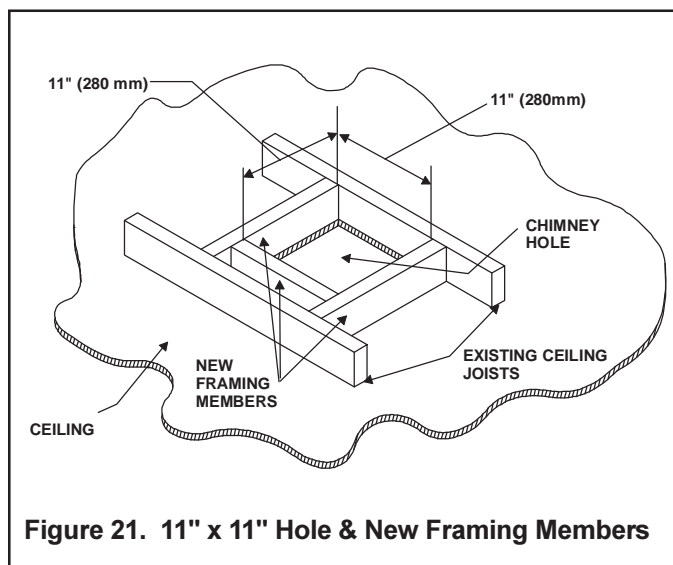 11" (280 mm)
11" (280mm)
CHIMNEY
HOLE
EXISTING CEILING
JOISTS
NEW
FRAMING
MEMBERS
CEILING
Figure 21. 11" x 11" Hole & New Framing Members